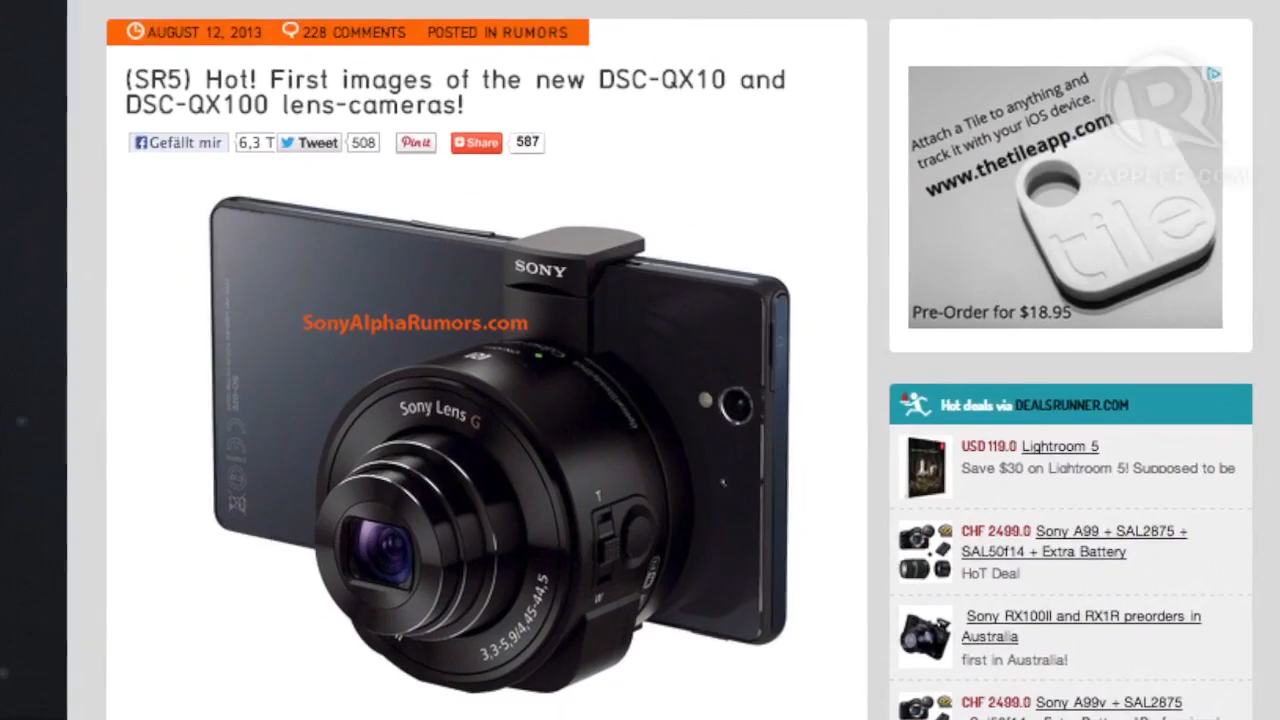 AUGUST 12, 2013 228 COMMENTS POSTED IN RUMORS
(SR5) Hot! First images of the new DSC-QX10 and
DSC-QX100 lens-cameras!
Gefällt mir 6,3 T Tweet 508 Pin it Share 587
SONY
SonyAlphaRumors.com
Sony Lens G
T
W
3,3-5,9/4,45-44,5
Attach a Tile to anything and
track it with your iOS device.
www.thetileapp.com
tile
Pre-Order for $18.95
R
RAPPLER.COM
Hot deals via DEALSRUNNER.COM
USD 119.0 Lightroom 5
Save $30 on Lightroom 5! Supposed to be
CHF 2499.0 Sony A99 + SAL2875 +
SAL50f14 + Extra Battery
HoT Deal
Sony RX100II and RX1R preorders in
Australia
first in Australia!
CHF 2499.0 Sony A99v + SAL2875